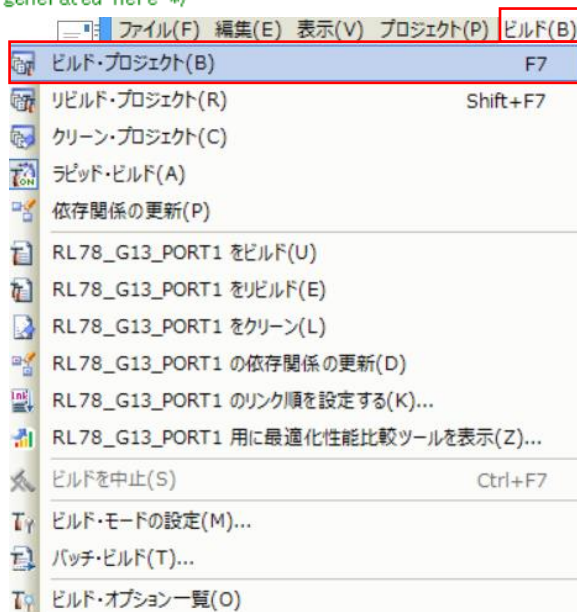 generated here */
ファイル(F) 編集(E) 表示(V) プロジェクト(P) ビルド(B)
ビルド・プロジェクト(B) F7
リビルド・プロジェクト(R) Shift+F7
クリーン・プロジェクト(C)
ラピッド・ビルド(A)
依存関係の更新(P)
RL78_G13_PORT1 をビルド(U)
RL78_G13_PORT1 をリビルド(E)
RL78_G13_PORT1 をクリーン(L)
RL78_G13_PORT1 の依存関係の更新(D)
RL78_G13_PORT1 のリンク順を設定する(K)...
RL78_G13_PORT1 用に最適化性能比較ツールを表示(Z)...
ビルドを中止(S) Ctrl+F7
ビルド・モードの設定(M)...
バッチ・ビルド(T)...
ビルド・オプション一覧(O)